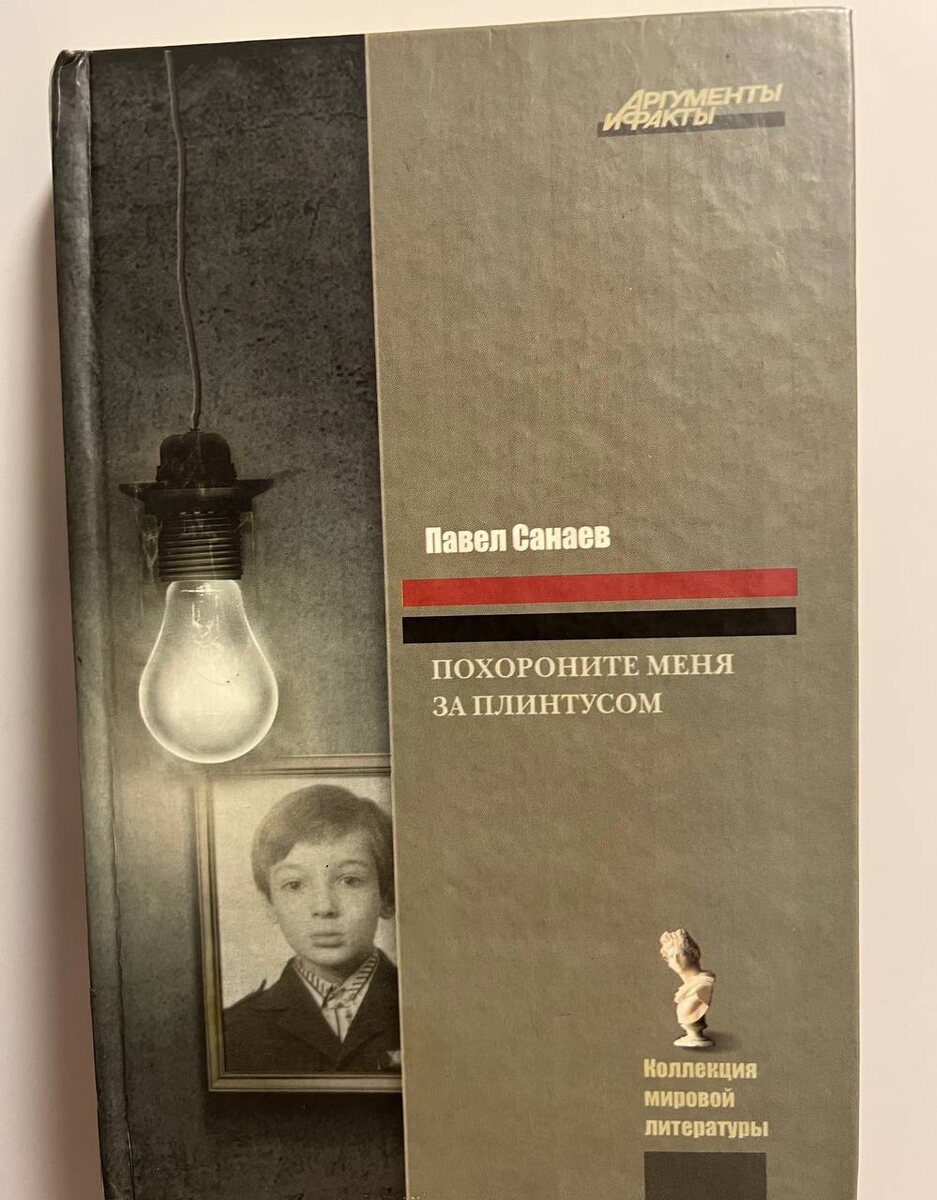 АРГУМЕНТЫ
И ФАКТЫ
Павел Санаев
ПОХОРОНИТЕ МЕНЯ
ЗА ПЛИНТУСОМ
Коллекция
мировой
литературы